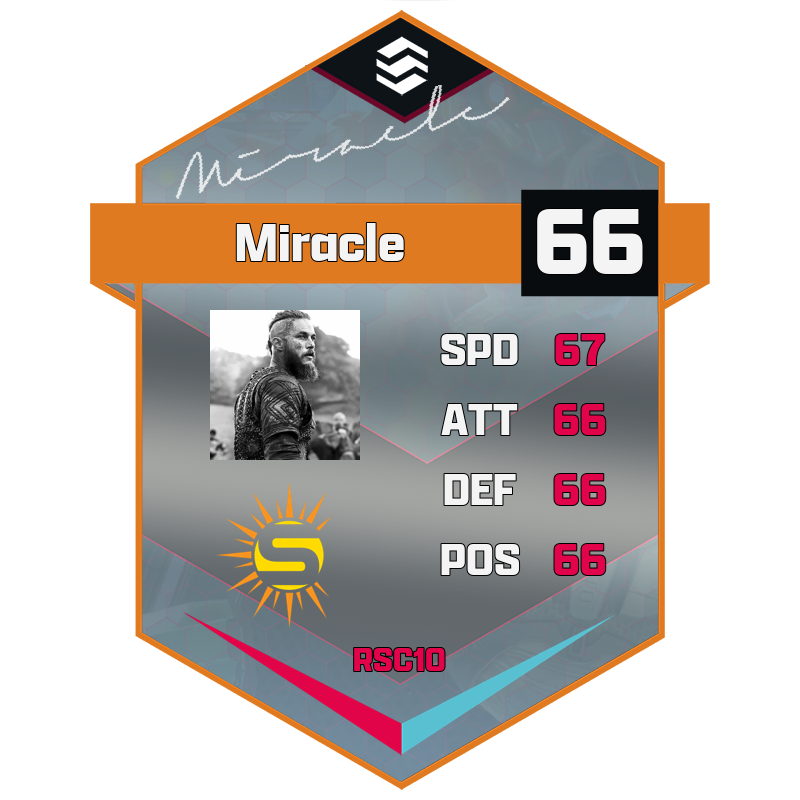 Miracle
Miracle 66
SPD 67
ATT 66
DEF 66
POS 66
S
RSC10